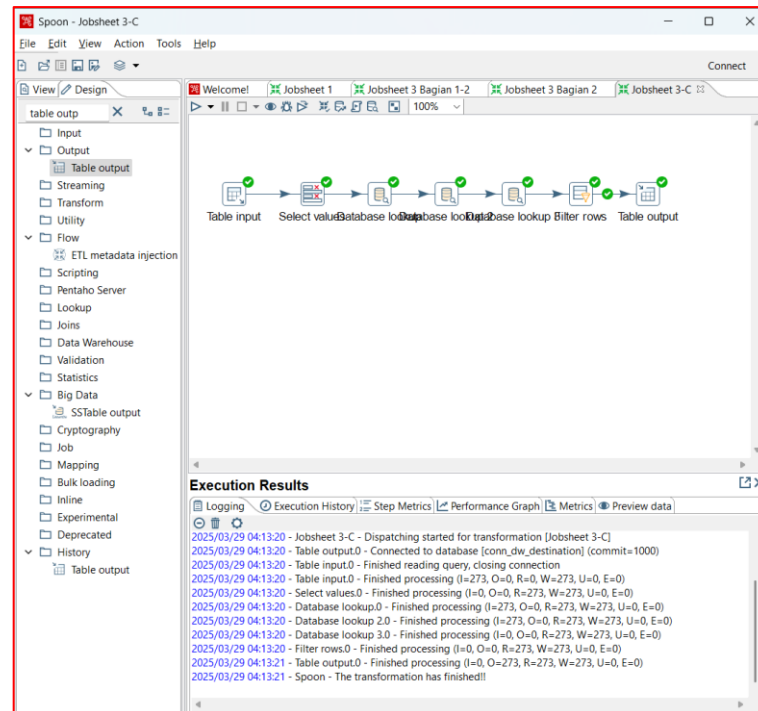 Spoon - Jobsheet 3-C
File Edit View Action Tools Help
Connect
View Design
table outp
Input
Output
Table output
Streaming
Transform
Utility
Flow
ETL metadata injection
Scripting
Pentaho Server
Lookup
Joins
Data Warehouse
Validation
Statistics
Big Data
SSTable output
Cryptography
Job
Mapping
Bulk loading
Inline
Experimental
Deprecated
History
Table output
Welcome! Jobsheet 1 Jobsheet 3 Bagian 1-2 Jobsheet 3 Bagian 2 Jobsheet 3-C
100%
Table input Select values Database lookup Database lookup 2 Database lookup 3 Filter rows Table output
Execution Results
Logging Execution History Step Metrics Performance Graph Metrics Preview data
2025/03/29 04:13:20 - Jobsheet 3-C - Dispatching started for transformation [Jobsheet 3-C]
2025/03/29 04:13:20 - Table output.0 - Connected to database [conn_dw_destination] (commit=1000)
2025/03/29 04:13:20 - Table input.0 - Finished reading query, closing connection
2025/03/29 04:13:20 - Table input.0 - Finished processing (I=273, O=0, R=0, W=273, U=0, E=0)
2025/03/29 04:13:20 - Select values.0 - Finished processing (I=0, O=0, R=273, W=273, U=0, E=0)
2025/03/29 04:13:20 - Database lookup.0 - Finished processing (I=273, O=0, R=273, W=273, U=0, E=0)
2025/03/29 04:13:20 - Database lookup 2.0 - Finished processing (I=273, O=0, R=273, W=273, U=0, E=0)
2025/03/29 04:13:20 - Database lookup 3.0 - Finished processing (I=0, O=0, R=273, W=273, U=0, E=0)
2025/03/29 04:13:20 - Filter rows.0 - Finished processing (I=0, O=0, R=273, W=273, U=0, E=0)
2025/03/29 04:13:21 - Table output.0 - Finished processing (I=0, O=273, R=273, W=273, U=0, E=0)
2025/03/29 04:13:21 - Spoon - The transformation has finished!!